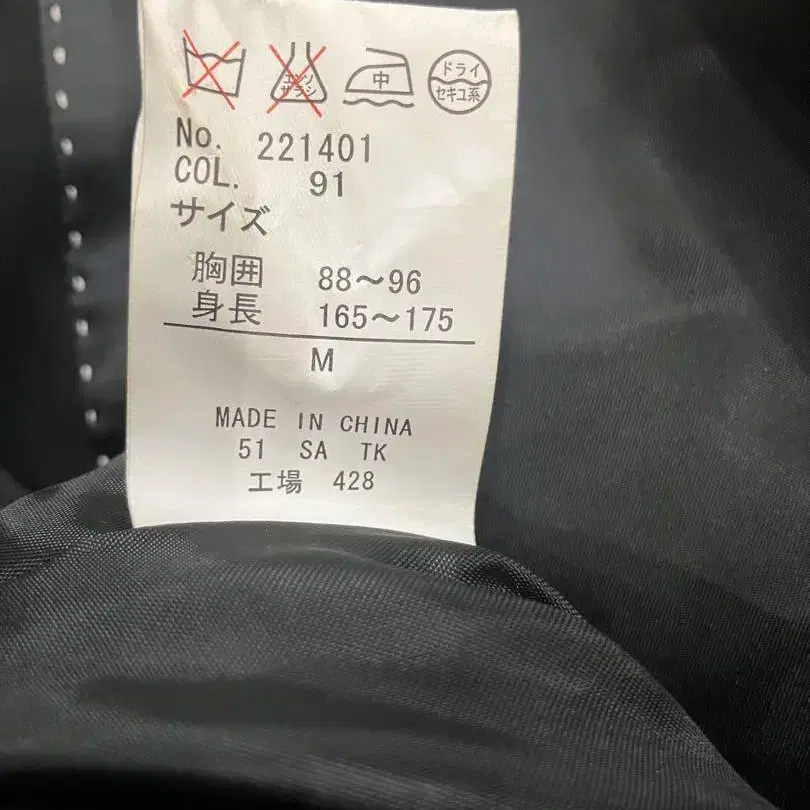 エンソ
サラシ
中
ドライ
セキユ系
No. 221401
COL. 91
サイズ
胸囲 88～96
身長 165～175
M
MADE IN CHINA
51 SA TK
工場 428